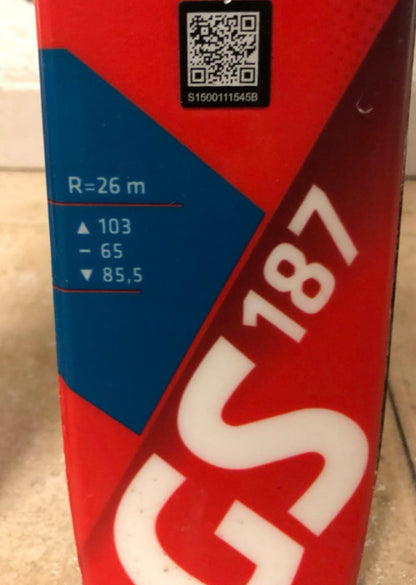 S1500111545B
R=26 m
▲ 103
– 65
▼ 85,5
187
GS